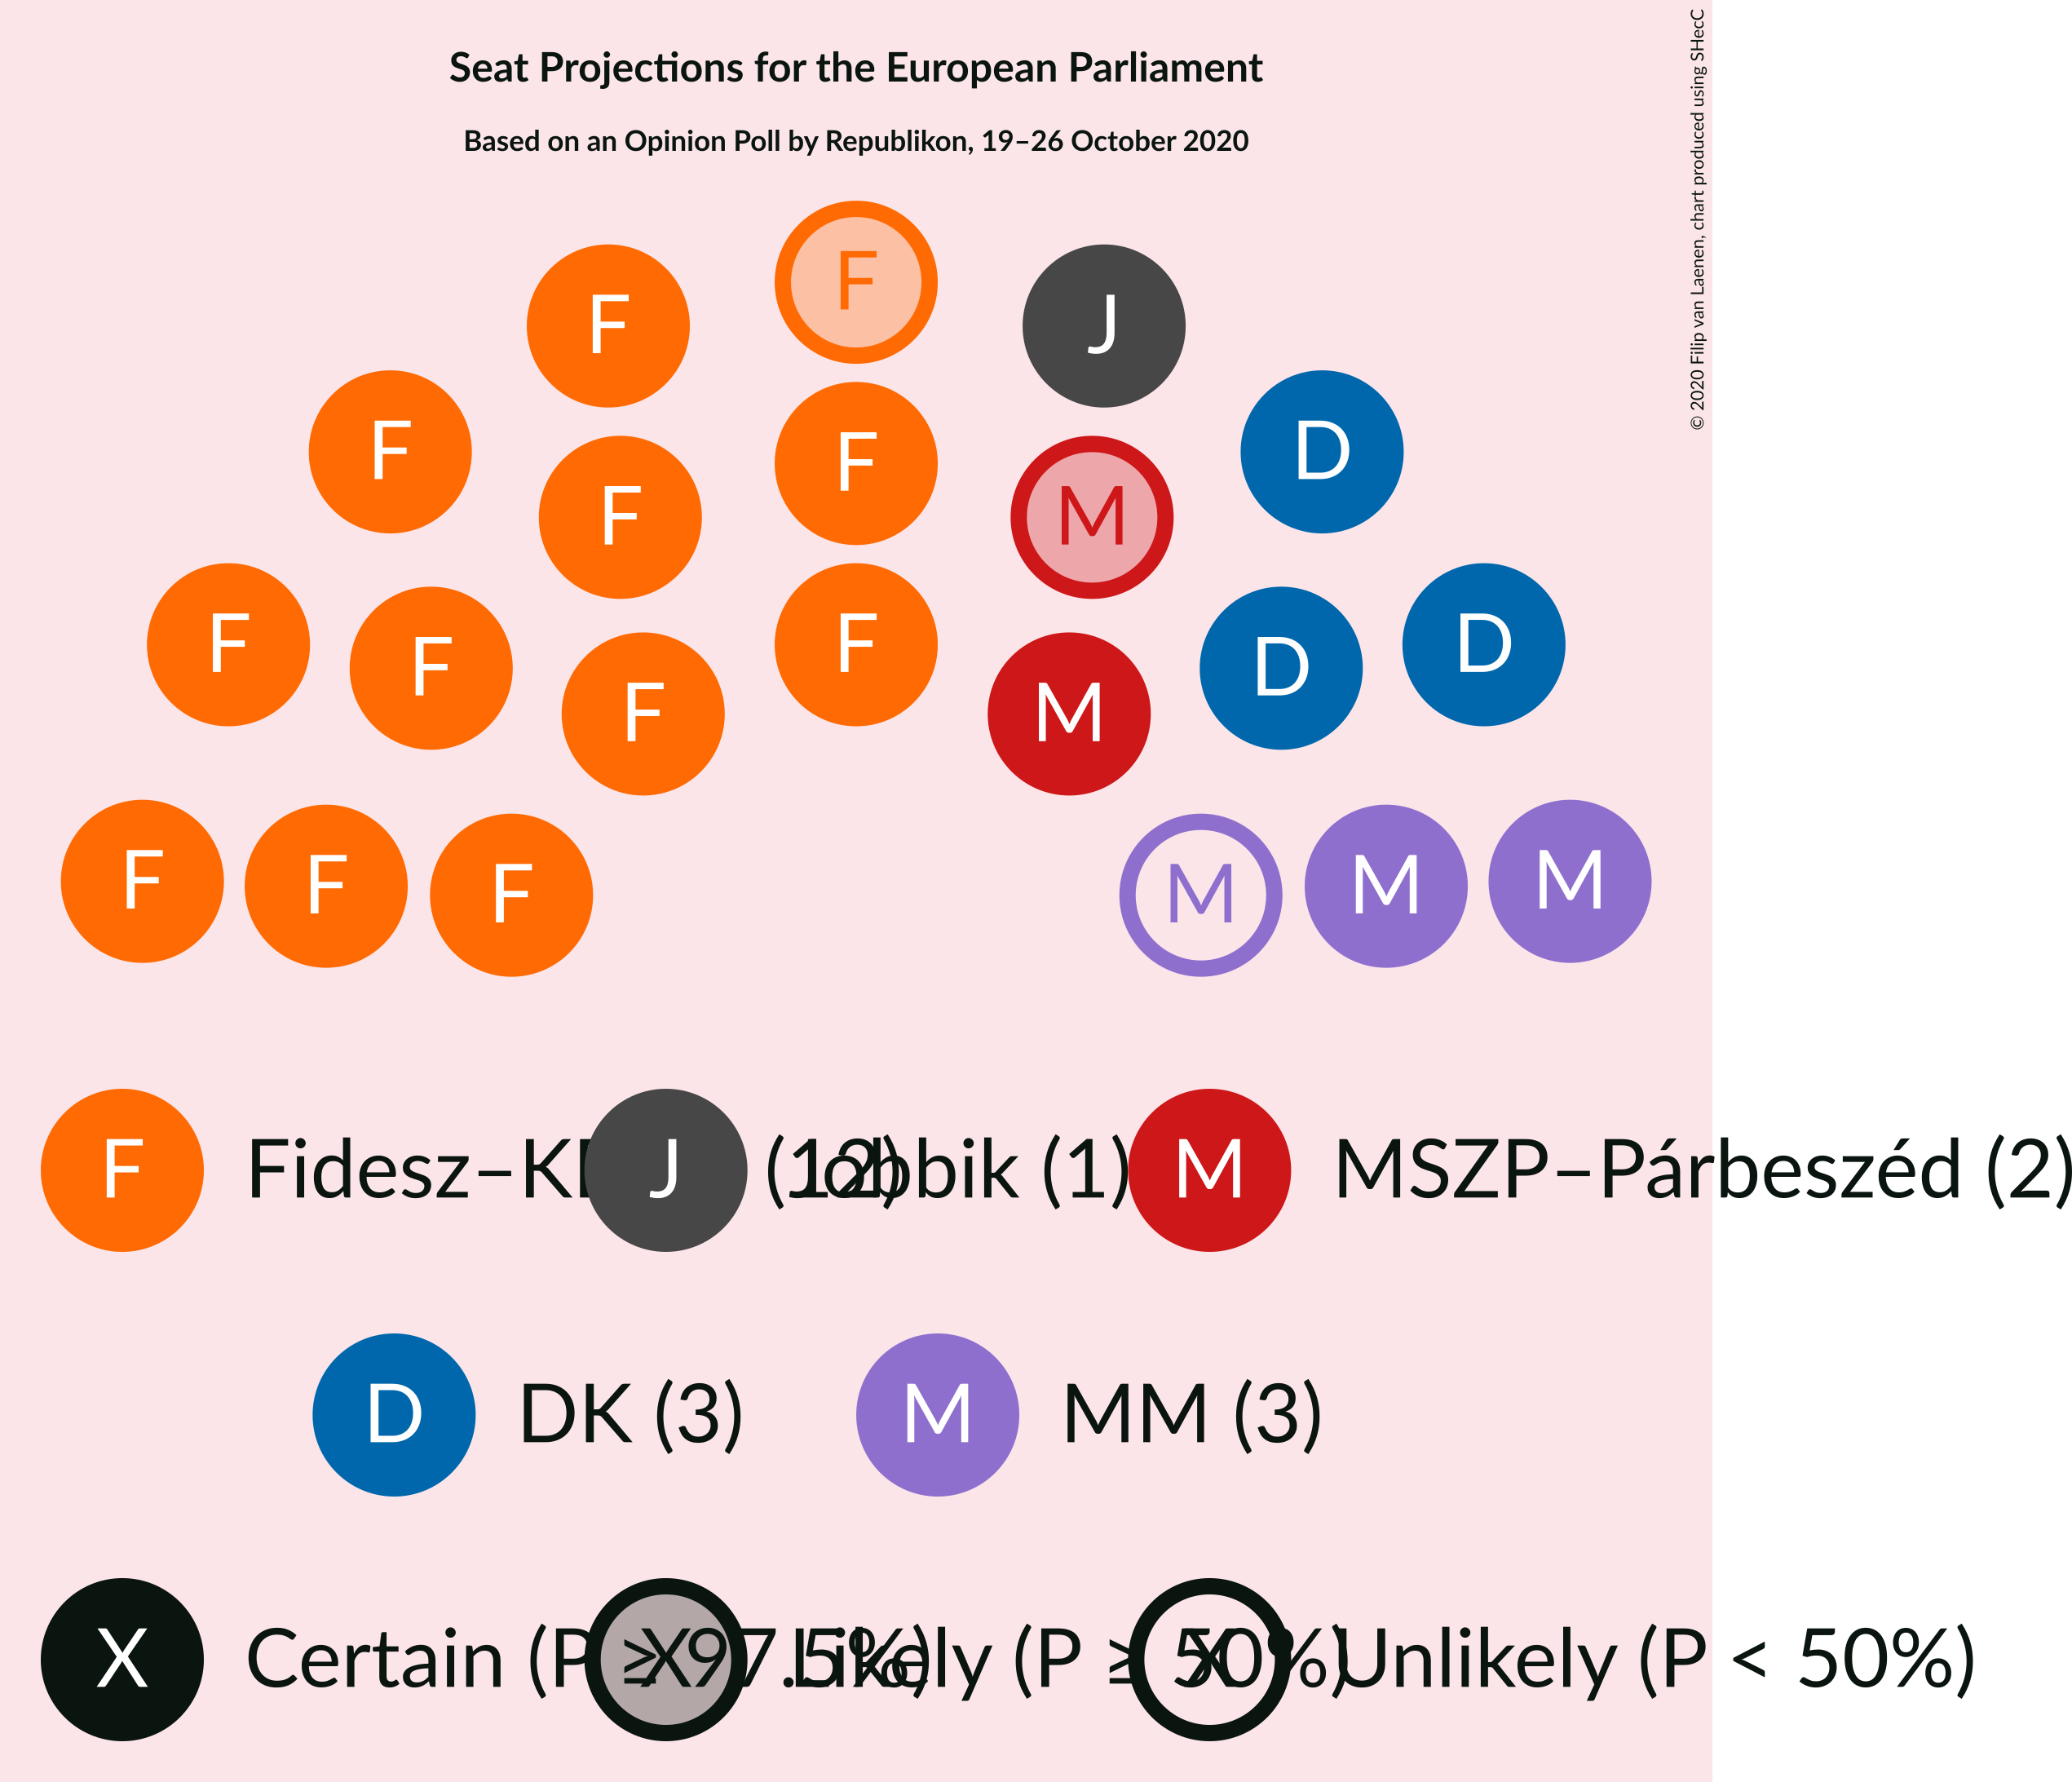 Seat Projections for the European Parliament
Based on an Opinion Poll by Republikon, 19–26 October 2020
© 2020 Filip van Laenen, chart produced using SHecC
F
F J
F D
F F M
F F D
F F D
F M
F F F M M M
F Fidesz–K (12)
J Jobbik (1)
M MSZP–Párbeszéd (2)
D DK (3)
M MM (3)
X Certain (P ≥ 97.5%)
X Likely (P ≥ 50%
X Unlikely (P < 50%)